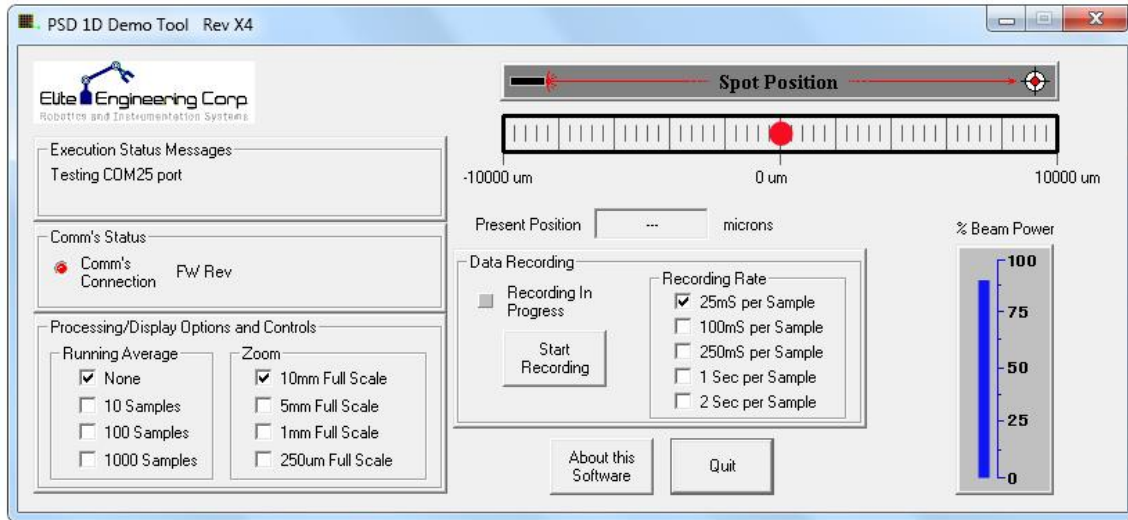 PSD 1D Demo Tool Rev X4
Elite Engineering Corp
Robotics and Instrumentation Systems
Spot Position
-10000 um
0 um
10000 um
Execution Status Messages
Testing COM25 port
Present Position
---
microns
% Beam Power
100
75
50
25
0
Comm's Status
Comm's
Connection
FW Rev
Data Recording
Recording In
Progress
Start
Recording
Recording Rate
25mS per Sample
100mS per Sample
250mS per Sample
1 Sec per Sample
2 Sec per Sample
Processing/Display Options and Controls
Running Average
None
10 Samples
100 Samples
1000 Samples
Zoom
10mm Full Scale
5mm Full Scale
1mm Full Scale
250um Full Scale
About this
Software
Quit